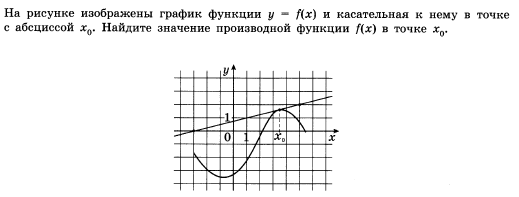 На рисунке изображены график функции y = f(x) и касательная к нему в точке
с абсциссой x₀. Найдите значение производной функции f(x) в точке x₀.
y
1
0 1 x₀ x